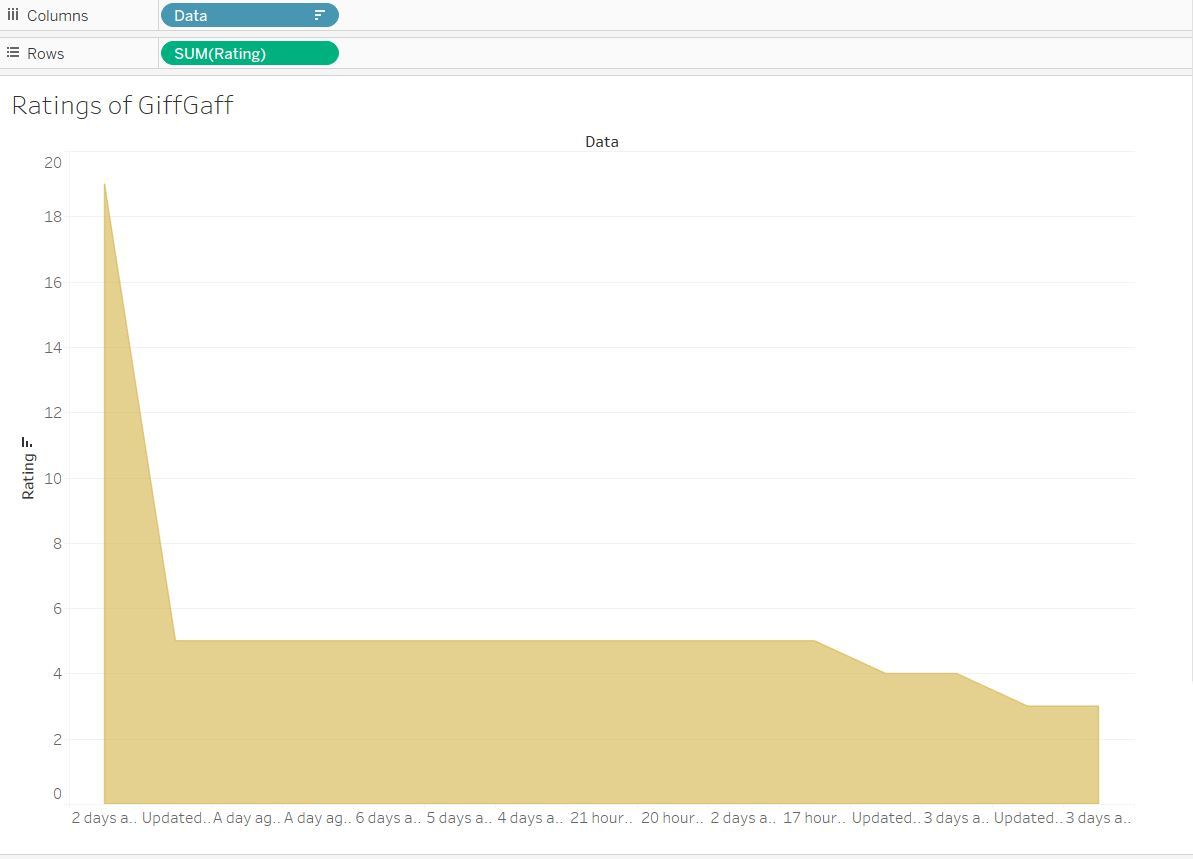 Columns Data
Rows SUM(Rating)
Ratings of GiffGaff
Data
20
18
16
14
12
10
8
6
4
2
0
Rating
2 days a.. Updated.. A day ag.. A day ag.. 6 days a.. 5 days a.. 4 days a.. 21 hour.. 20 hour.. 2 days a.. 17 hour.. Updated.. 3 days a.. Updated.. 3 days a..